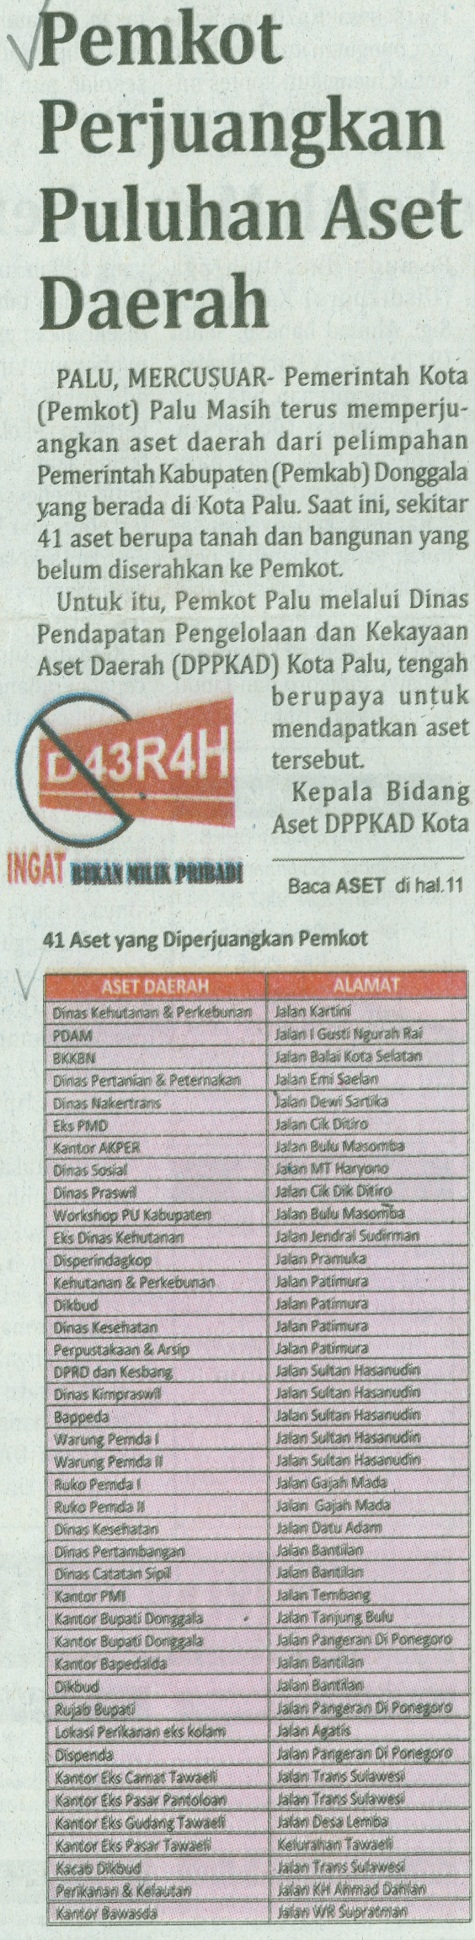 Pemkot
Perjuangkan
Puluhan Aset
Daerah
PALU, MERCUSUAR- Pemerintah Kota
(Pemkot) Palu Masih terus memperju-
angkan aset daerah dari pelimpahan
Pemerintah Kabupaten (Pemkab) Donggala
yang berada di Kota Palu. Saat ini, sekitar
41 aset berupa tanah dan bangunan yang
belum diserahkan ke Pemkot.
Untuk itu, Pemkot Palu melalui Dinas
Pendapatan Pengelolaan dan Kekayaan
Aset Daerah (DPPKAD) Kota Palu, tengah
berupaya untuk
mendapatkan aset
tersebut.
Kepala Bidang
Aset DPPKAD Kota
D43R4H
INGAT BUKAN MILIK PRIBADI
Baca ASET di hal.11
41 Aset yang Diperjuangkan Pemkot
ASET DAERAH ALAMAT
Dinas Kehutanan & Perkebunan Jalan Kartini
PDAM Jalan I Gusti Ngurah Rai
BKKBN Jalan Balai Kota Selatan
Dinas Pertanian & Peternakan Jalan Emi Saelan
Dinas Nakertrans Jalan Dewi Sartika
Eks PMD Jalan Cik Ditiro
Kantor AKPER Jalan Bulu Masomba
Dinas Sosial Jalan MT Haryono
Dinas Praswil Jalan Cik Dik Ditiro
Workshop PU Kabupaten Jalan Bulu Masomba
Eks Dinas Kehutanan Jalan Jendral Sudirman
Disperindagkop Jalan Pramuka
Kehutanan & Perkebunan Jalan Patimura
Dikbud Jalan Patimura
Dinas Kesehatan Jalan Patimura
Perpustakaan & Arsip Jalan Patimura
DPRD dan Kesbang Jalan Sultan Hasanudin
Dinas Kimpraswil Jalan Sultan Hasanudin
Bappeda Jalan Sultan Hasanudin
Warung Pemda I Jalan Sultan Hasanudin
Warung Pemda II Jalan Sultan Hasanudin
Ruko Pemda I Jalan Gajah Mada
Ruko Pemda II Jalan Gajah Mada
Dinas Kesehatan Jalan Datu Adam
Dinas Pertambangan Jalan Bantilan
Dinas Catatan Sipil Jalan Bantilan
Kantor PMI Jalan Tembang
Kantor Bupati Donggala Jalan Tanjung Bulu
Kantor Bupati Donggala Jalan Pangeran Di Ponegoro
Kantor Bapedalda Jalan Bantilan
Dikbud Jalan Bantilan
Rujab Bupati Jalan Pangeran Di Ponegoro
Lokasi Perikanan eks kolam Jalan Agatis
Dispenda Jalan Pangeran Di Ponegoro
Kantor Eks Camat Tawaeli Jalan Trans Sulawesi
Kantor Eks Pasar Pantoloan Jalan Trans Sulawesi
Kantor Eks Gudang Tawaeli Jalan Desa Lemba
Kantor Eks Pasar Tawaeli Kelurahan Tawaeli
Kacab Dikbud Jalan Trans Sulawesi
Perikanan & Kelautan Jalan KH Ahmad Dahlan
Kantor Bawasda Jalan WR Supratman